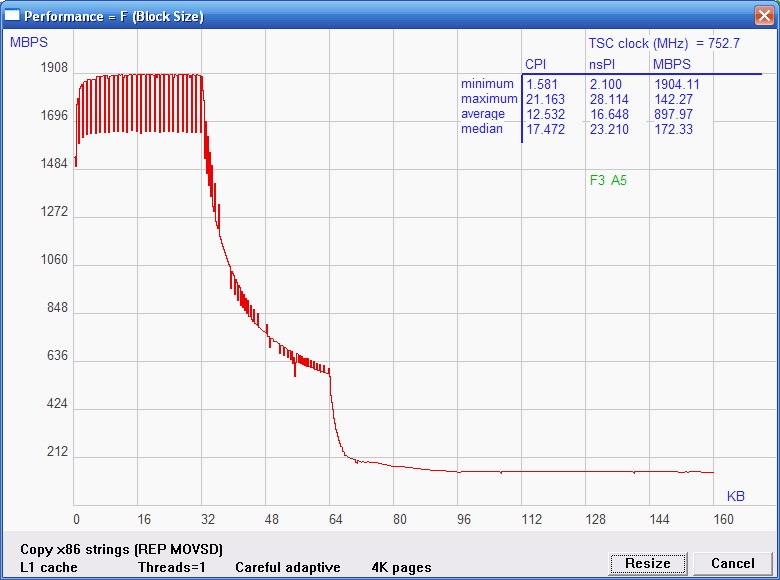 Performance = F (Block Size)
MBPS
TSC clock (MHz) = 752.7
CPI nsPI MBPS
minimum 1.581 2.100 1904.11
maximum 21.163 28.114 142.27
average 12.532 16.648 897.97
median 17.472 23.210 172.33
F3 A5
1908
1696
1484
1272
1060
848
636
424
212
KB
0 16 32 48 64 80 96 112 128 144 160
Copy x86 strings (REP MOVSD)
L1 cache Threads=1 Careful adaptive 4K pages
Resize Cancel